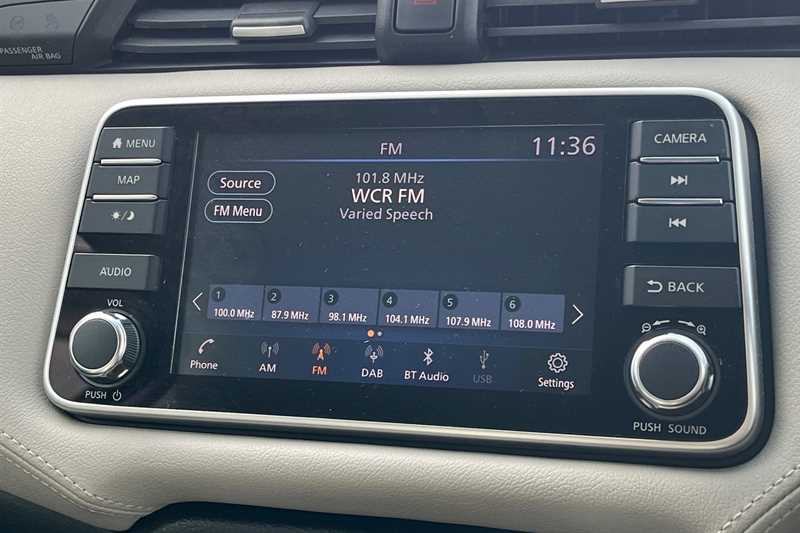 PASSENGER
AIR BAG
MENU
MAP
AUDIO
VOL
PUSH
FM
11:36
Source
FM Menu
101.8 MHz
WCR FM
Varied Speech
1
100.0 MHz
2
87.9 MHz
3
98.1 MHz
4
104.1 MHz
5
107.9 MHz
6
108.0 MHz
Phone
AM
FM
DAB
BT Audio
USB
Settings
CAMERA
BACK
PUSH SOUND